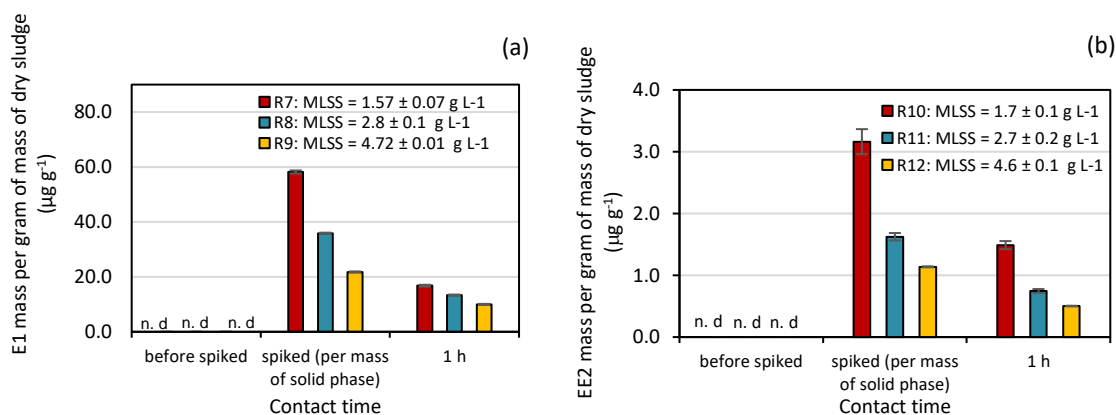 (a)
E1 mass per gram of mass of dry sludge
(µg g-1)
80.0
60.0
40.0
20.0
0.0
R7: MLSS = 1.57 ± 0.07 g L-1
R8: MLSS = 2.8 ± 0.1 g L-1
R9: MLSS = 4.72 ± 0.01 g L-1
n. d n. d n. d
before spiked
spiked (per mass
of solid phase)
1 h
Contact time
(b)
EE2 mass per gram of mass of dry sludge
(µg g-1)
4.0
3.0
2.0
1.0
0.0
R10: MLSS = 1.7 ± 0.1 g L-1
R11: MLSS = 2.7 ± 0.2 g L-1
R12: MLSS = 4.6 ± 0.1 g L-1
n. d n. d n. d
before spiked
spiked (per mass
of solid phase)
1 h
Contact time